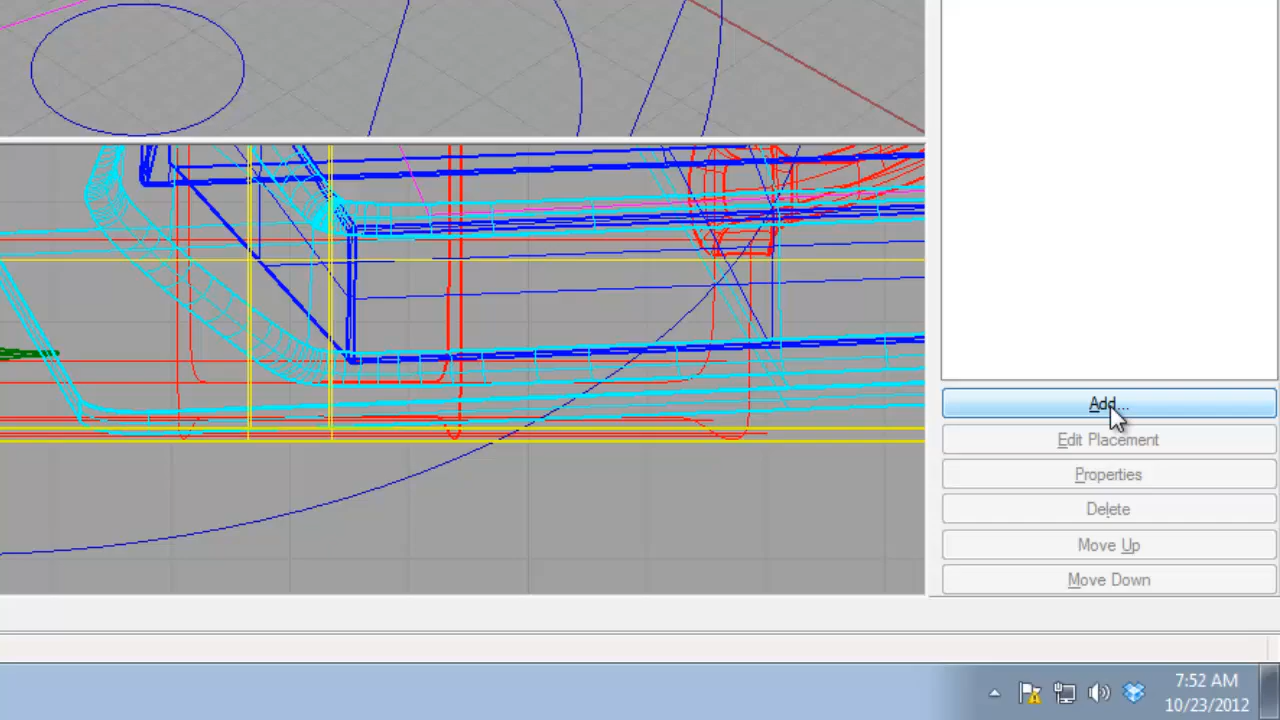 Add...
Edit Placement
Properties
Delete
Move Up
Move Down
7:52 AM
10/23/2012